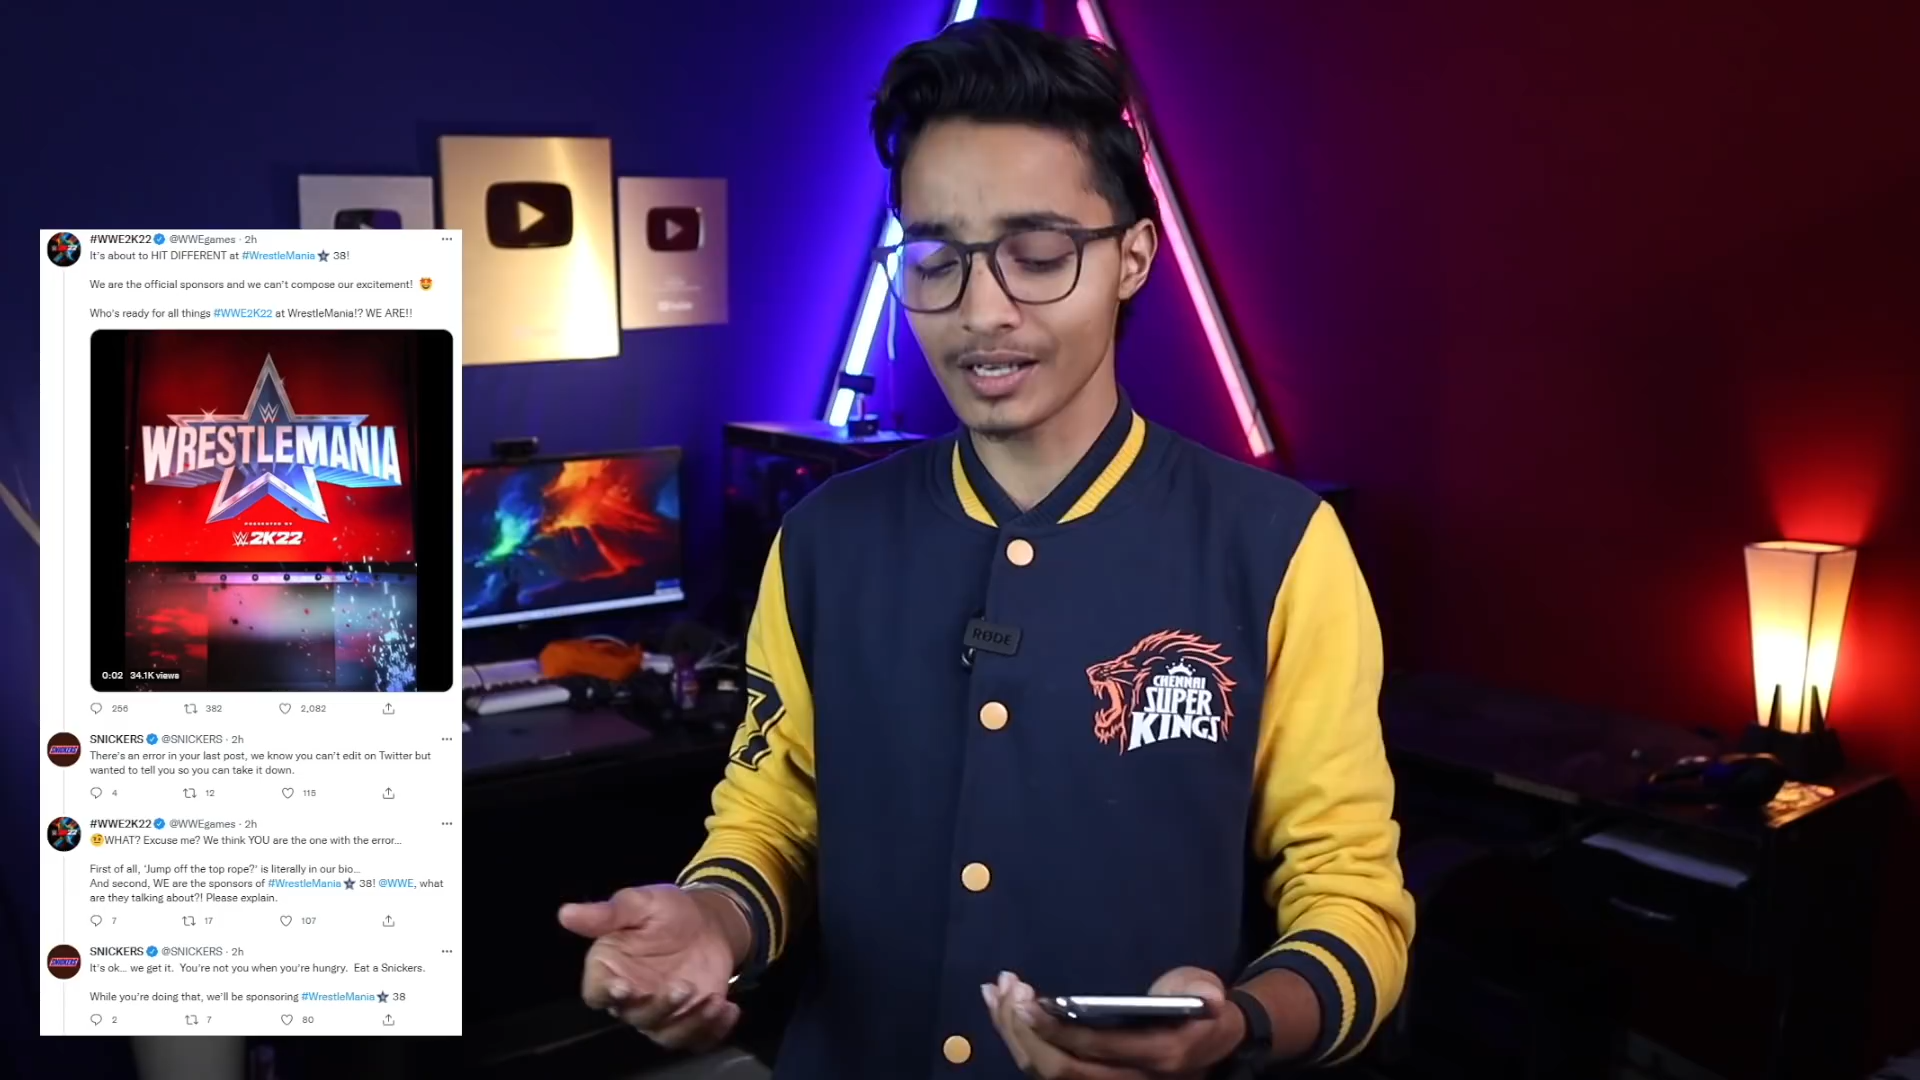 #WWE2K22 @WWEgames · 2h
It's about to HIT DIFFERENT at #WrestleMania 38!
We are the official sponsors and we can't compose our excitement! 🤩
Who's ready for all things #WWE2K22 at WrestleMania!? WE ARE!!
WRESTLEMANIA
PRESENTED BY
W 2K22
0:02 34.1K views
256 382 2,082
SNICKERS @SNICKERS · 2h
There's an error in your last post, we know you can't edit on Twitter but
wanted to tell you so you can take it down.
4 12 115
#WWE2K22 @WWEgames · 2h
🤨WHAT? Excuse me? We think YOU are the one with the error...
First of all, 'Jump off the top rope?' is literally in our bio...
And second, WE are the sponsors of #WrestleMania 38! @WWE, what
are they talking about?! Please explain.
7 17 107
SNICKERS @SNICKERS · 2h
It's ok... we get it. You're not you when you're hungry. Eat a Snickers.
While you're doing that, we'll be sponsoring #WrestleMania 38
2 7 80
RØDE
CHENNAI
SUPER
KINGS
7